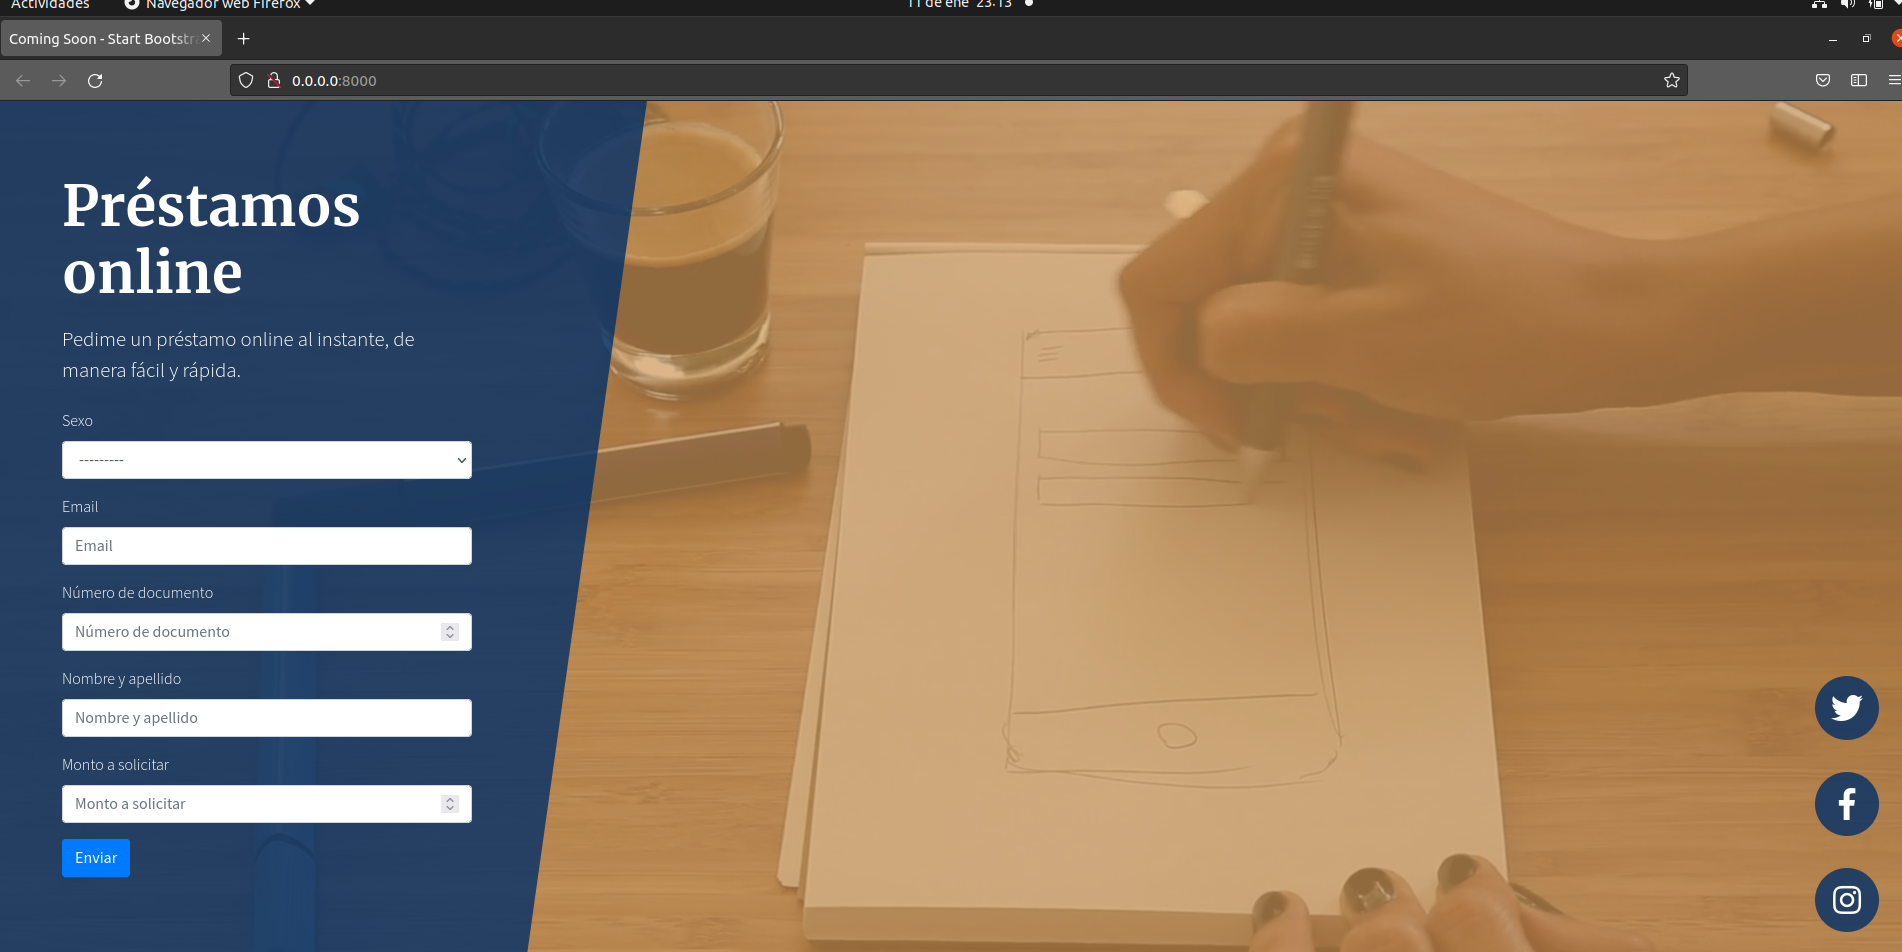 Actividades
Navegador web Firefox
11 de ene 23:13
Coming Soon - Start Bootstra
0.0.0.0:8000
Préstamos
online
Pedime un préstamo online al instante, de
manera fácil y rápida.
Sexo
---------
Email
Email
Número de documento
Número de documento
Nombre y apellido
Nombre y apellido
Monto a solicitar
Monto a solicitar
Enviar